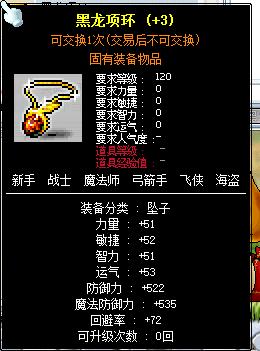 黑龙项环 (+3)
可交换1次(交易后不可交换)
固有装备物品
要求等级 : 120
要求力量 : 0
要求敏捷 : 0
要求智力 : 0
要求运气 : 0
要求人气度 : -
道具等级 : -
道具经验值 : -
新手 战士 魔法师 弓箭手 飞侠 海盗
装备分类 : 坠子
力量 : +51
敏捷 : +52
智力 : +51
运气 : +53
防御力 : +522
魔法防御力 : +535
回避率 : +72
可升级次数 : 0回